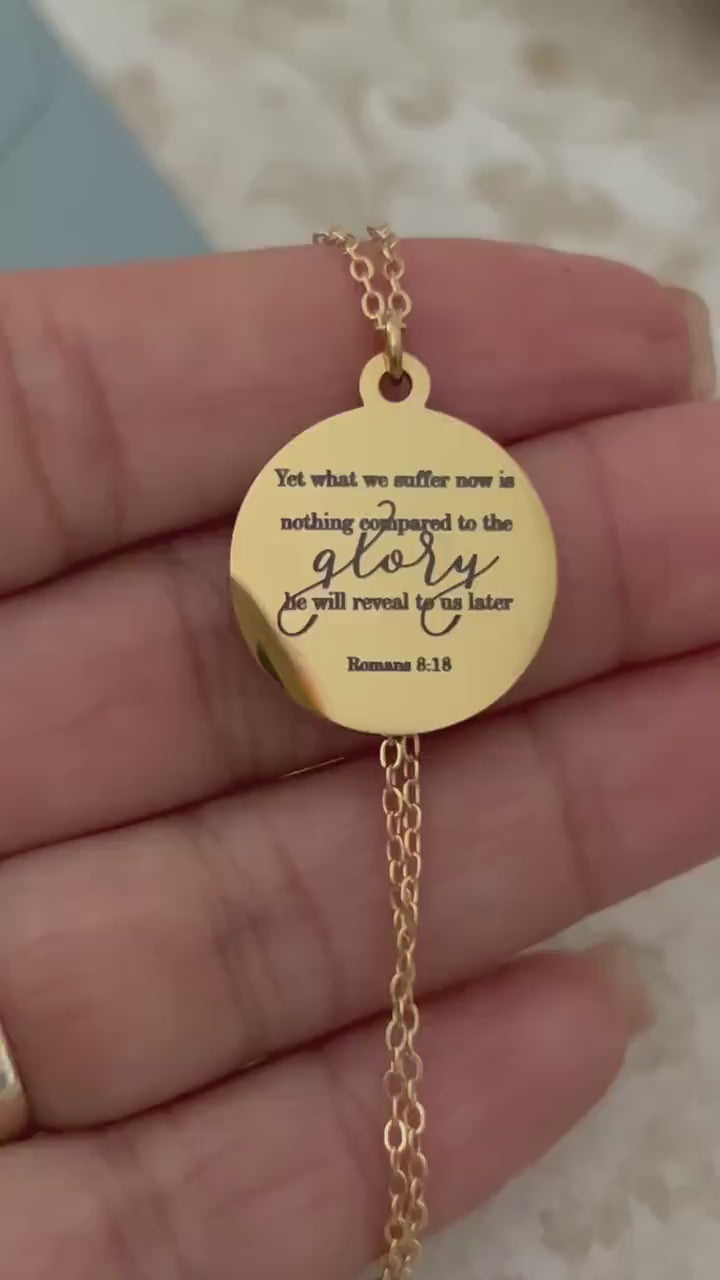 Yet what we suffer now is
nothing compared to the
glory
he will reveal to us later
Romans 8:18